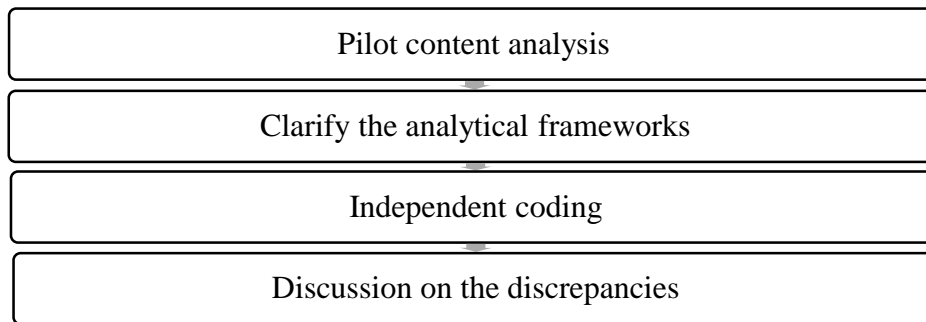 Pilot content analysis
Clarify the analytical frameworks
Independent coding
Discussion on the discrepancies